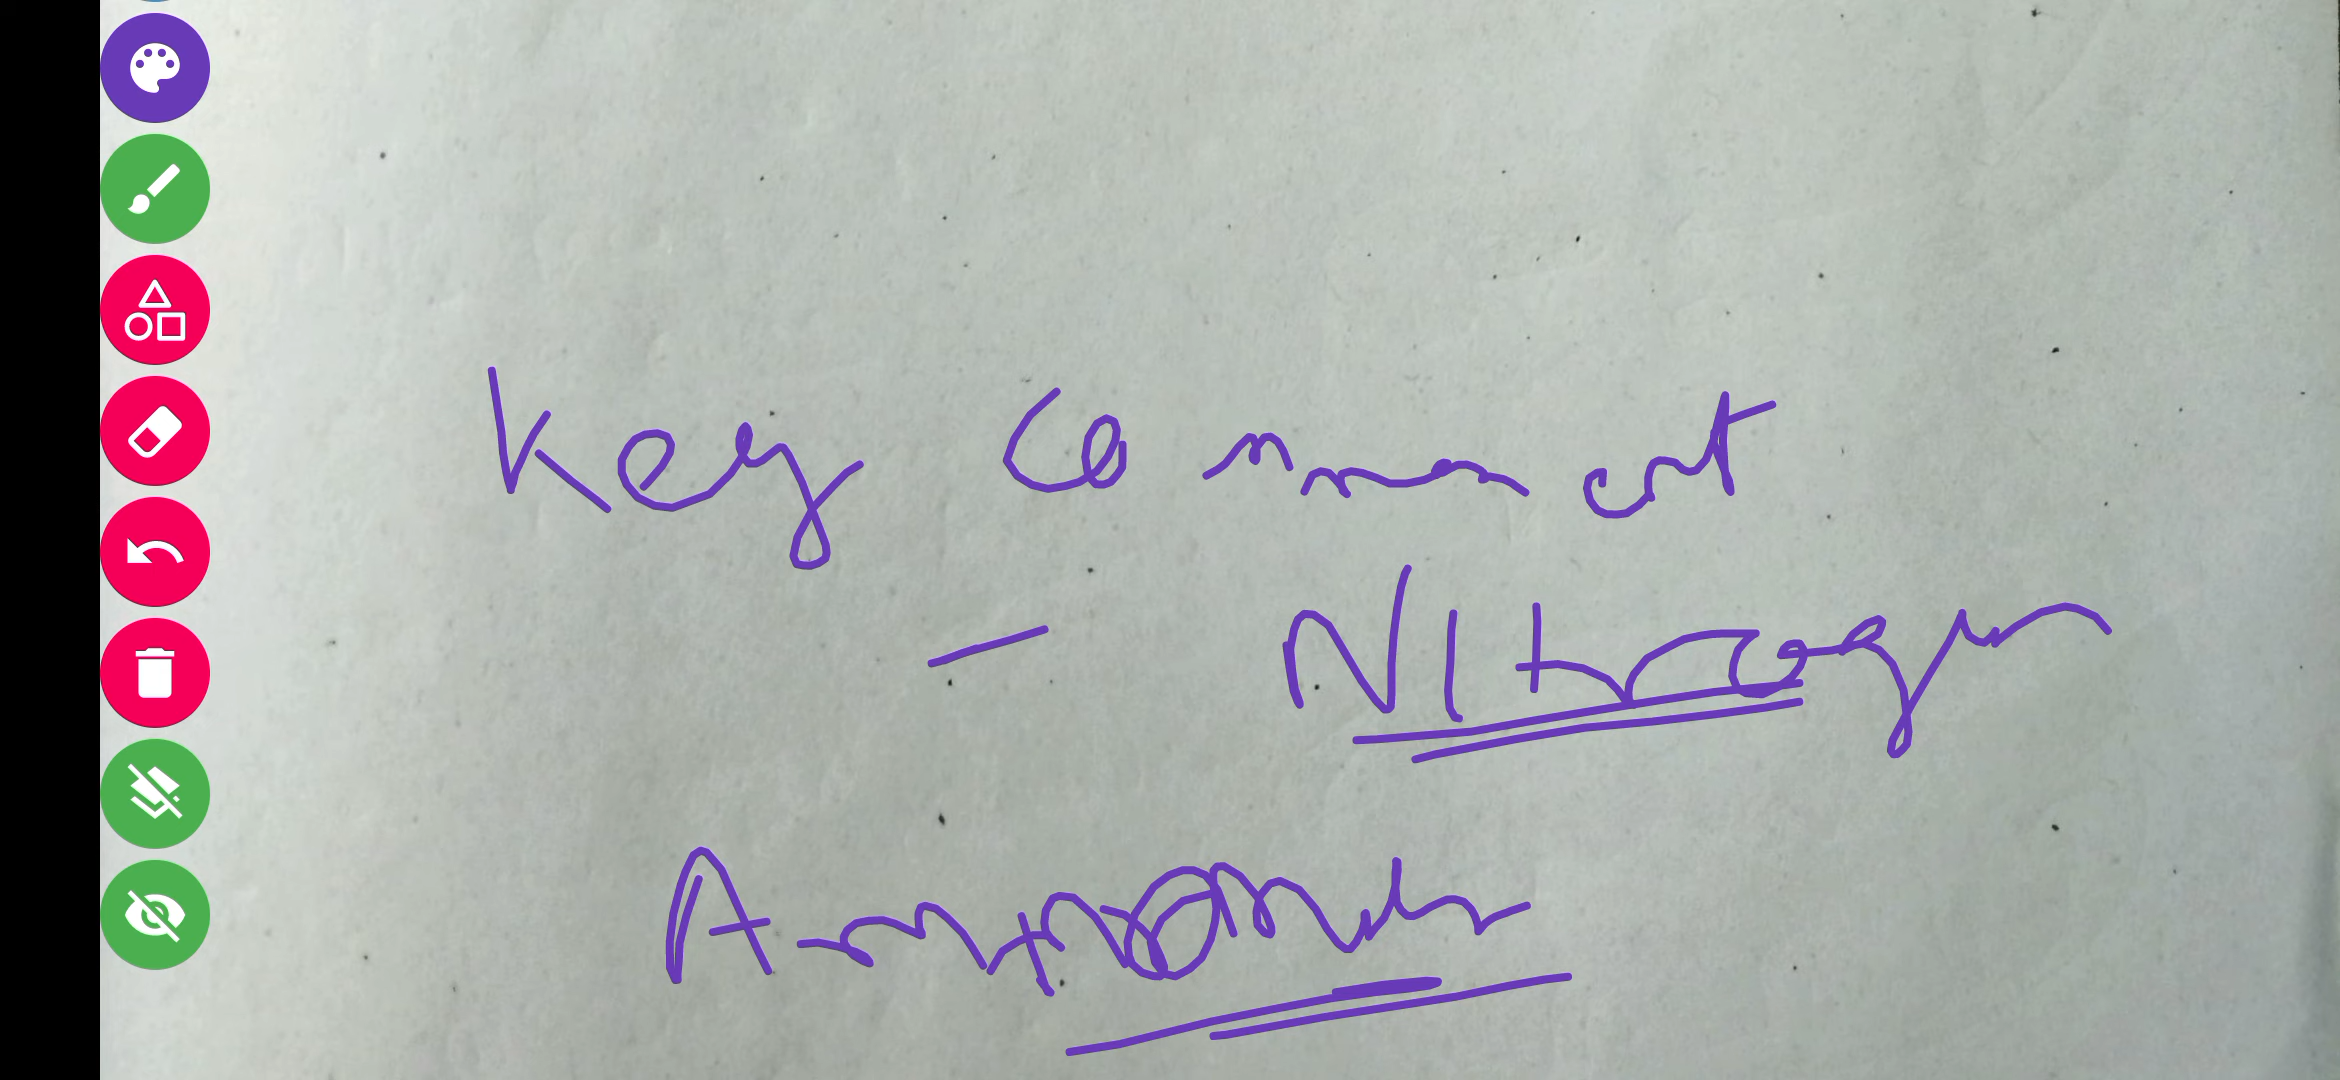 Key Comment
— Nitrogen
Ammonia